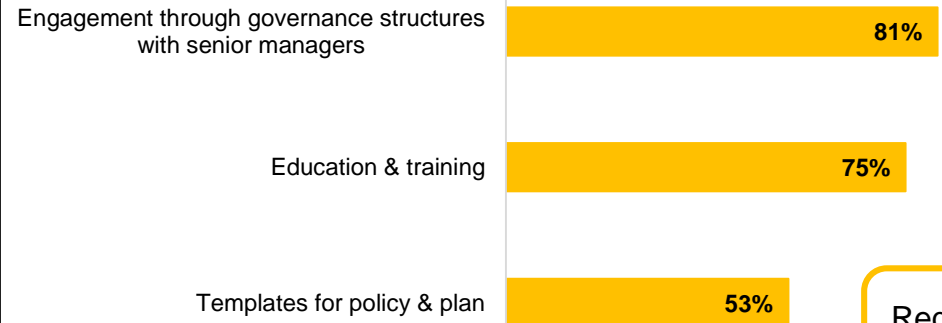 Engagement through governance structures
with senior managers
81%
Education & training
75%
Templates for policy & plan
53%